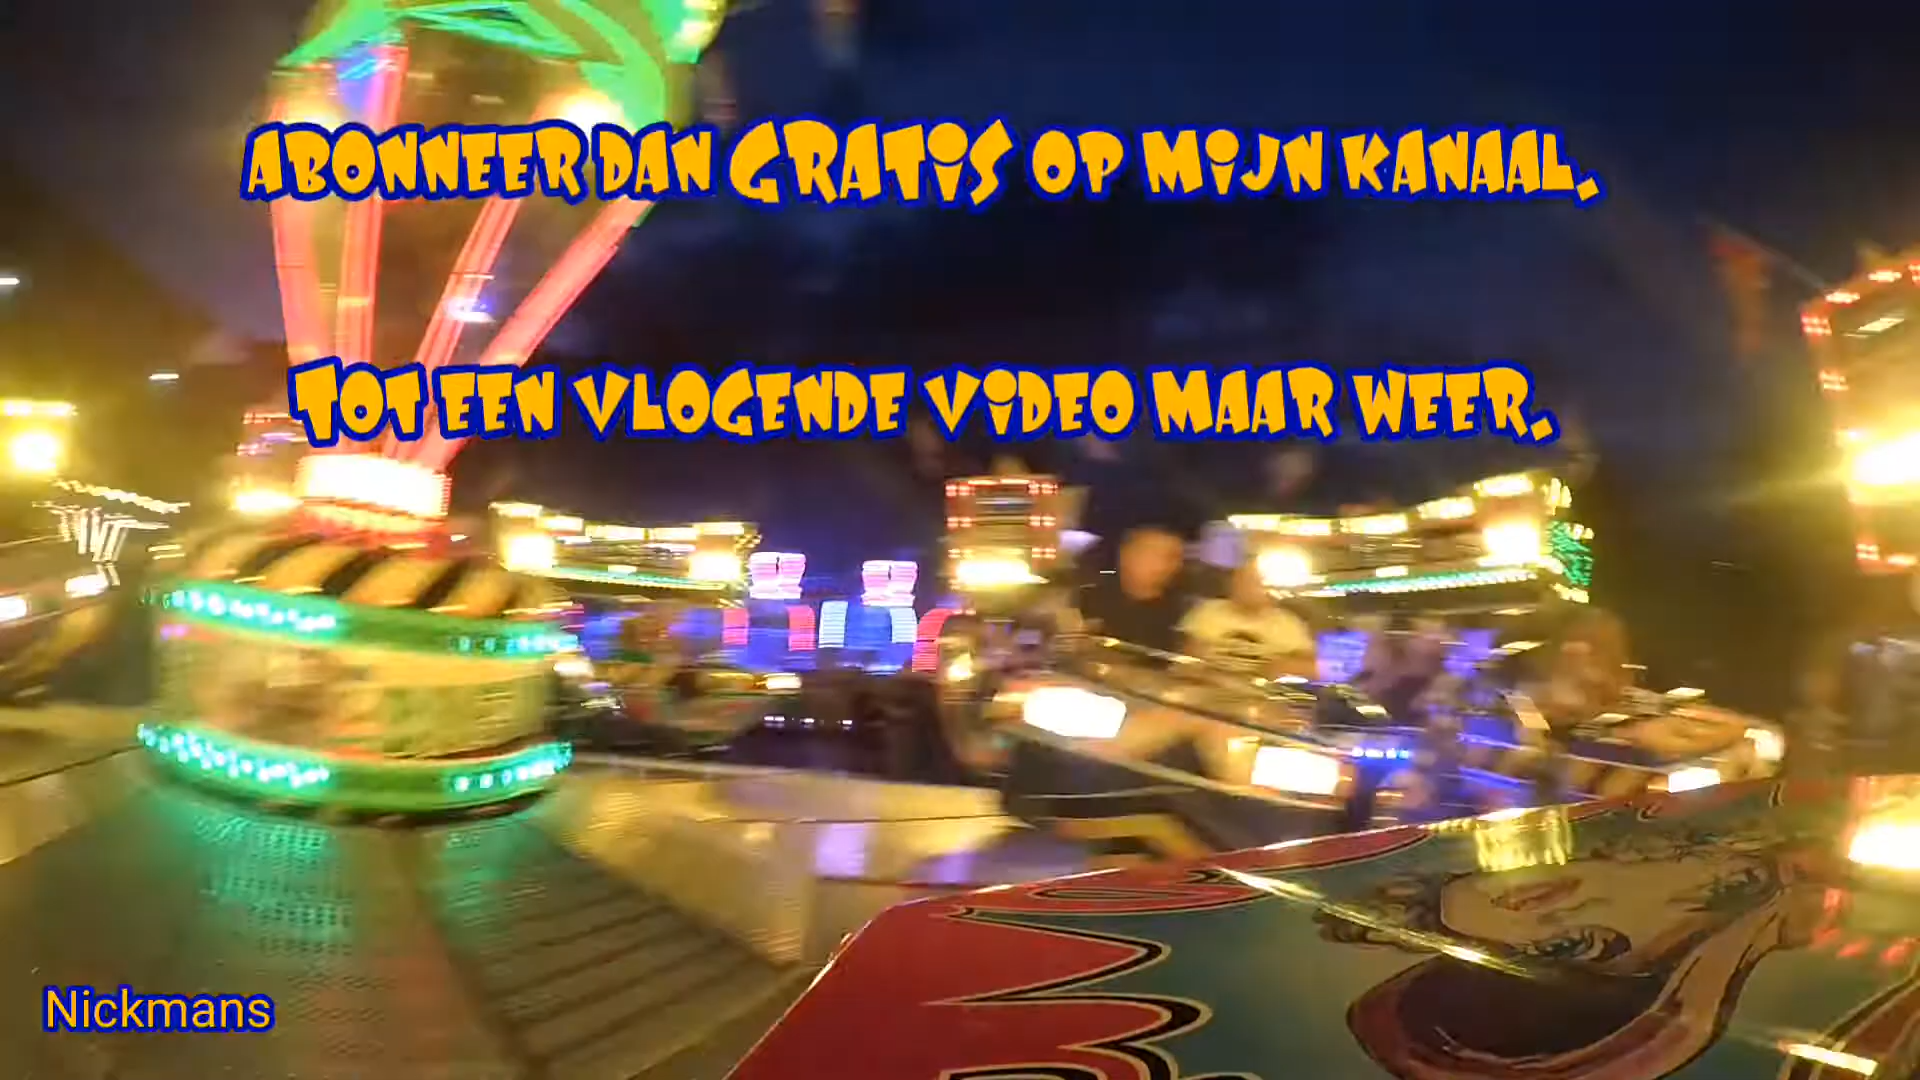 ABONNEER DAN GRATIS OP MIJN KANAAL.
TOT EEN VLOGENDE VIDEO MAAR WEER.
Nickmans